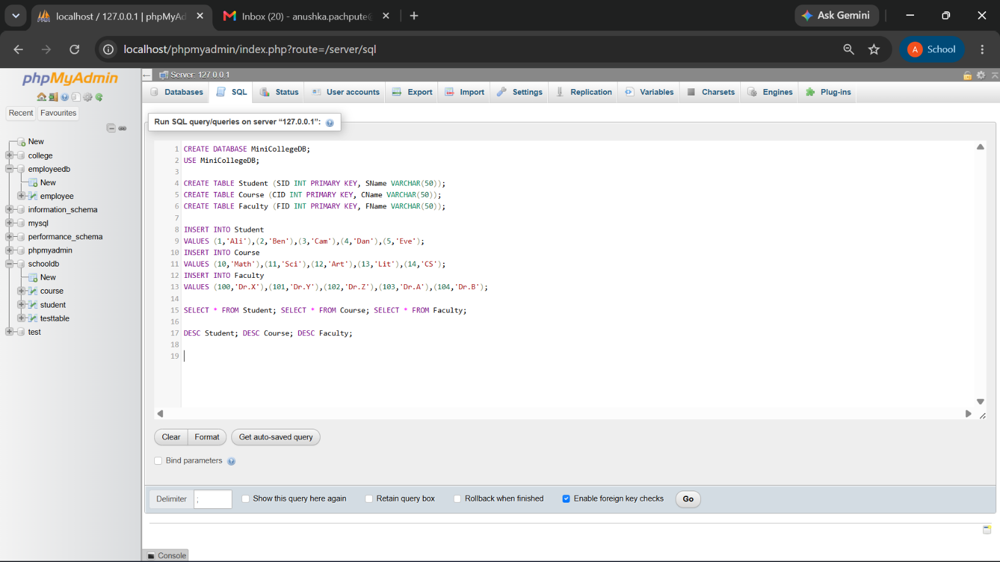 localhost / 127.0.0.1 | phpMyAd
Inbox (20) - anushka.pachpute@
Ask Gemini
localhost/phpmyadmin/index.php?route=/server/sql
A School
phpMyAdmin
Server: 127.0.0.1
Databases SQL Status User accounts Export Import Settings Replication Variables Charsets Engines Plug-ins
Recent Favourites
New
college
employeedb
New
employee
information_schema
mysql
performance_schema
phpmyadmin
schooldb
New
course
student
testtable
test
Run SQL query/queries on server “127.0.0.1”:
1 CREATE DATABASE MiniCollegeDB;
2 USE MiniCollegeDB;
3
4 CREATE TABLE Student (SID INT PRIMARY KEY, SName VARCHAR(50));
5 CREATE TABLE Course (CID INT PRIMARY KEY, CName VARCHAR(50));
6 CREATE TABLE Faculty (FID INT PRIMARY KEY, FName VARCHAR(50));
7
8 INSERT INTO Student
9 VALUES (1,'Ali'),(2,'Ben'),(3,'Cam'),(4,'Dan'),(5,'Eve');
10 INSERT INTO Course
11 VALUES (10,'Math'),(11,'Sci'),(12,'Art'),(13,'Lit'),(14,'CS');
12 INSERT INTO Faculty
13 VALUES (100,'Dr.X'),(101,'Dr.Y'),(102,'Dr.Z'),(103,'Dr.A'),(104,'Dr.B');
14
15 SELECT * FROM Student; SELECT * FROM Course; SELECT * FROM Faculty;
16
17 DESC Student; DESC Course; DESC Faculty;
18
19
Clear Format Get auto-saved query
Bind parameters
Delimiter ; Show this query here again Retain query box Rollback when finished Enable foreign key checks Go
Console